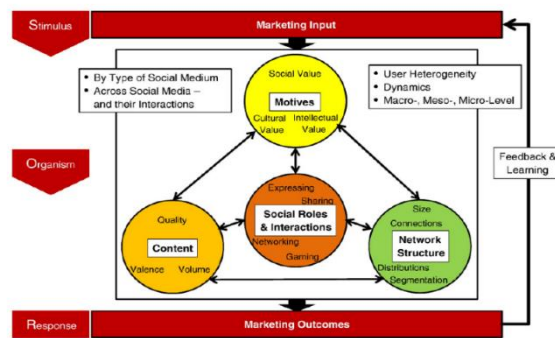 Stimulus
Marketing Input
• By Type of Social Medium
• Across Social Media –
and their Interactions
• User Heterogeneity
• Dynamics
• Macro-, Meso-, Micro-Level
Social Value
Motives
Cultural
Value
Intellectual
Value
Feedback &
Learning
Organism
Expressing
Sharing
Social Roles
& Interactions
Networking
Gaming
Quality
Content
Valence
Volume
Size
Connections
Network
Structure
Distributions
Segmentation
Response
Marketing Outcomes